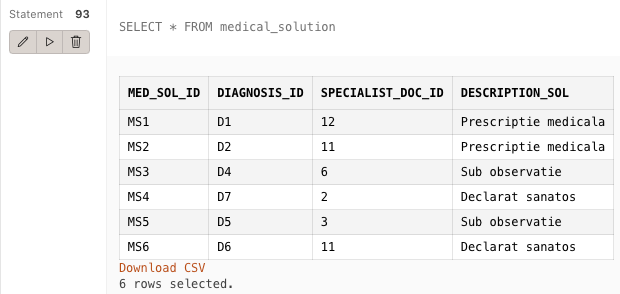 Statement 93
SELECT * FROM medical_solution
MED_SOL_ID DIAGNOSIS_ID SPECIALIST_DOC_ID DESCRIPTION_SOL
MS1 D1 12 Prescriptie medicala
MS2 D2 11 Prescriptie medicala
MS3 D4 6 Sub observatie
MS4 D7 2 Declarat sanatos
MS5 D5 3 Sub observatie
MS6 D6 11 Declarat sanatos
Download CSV
6 rows selected.